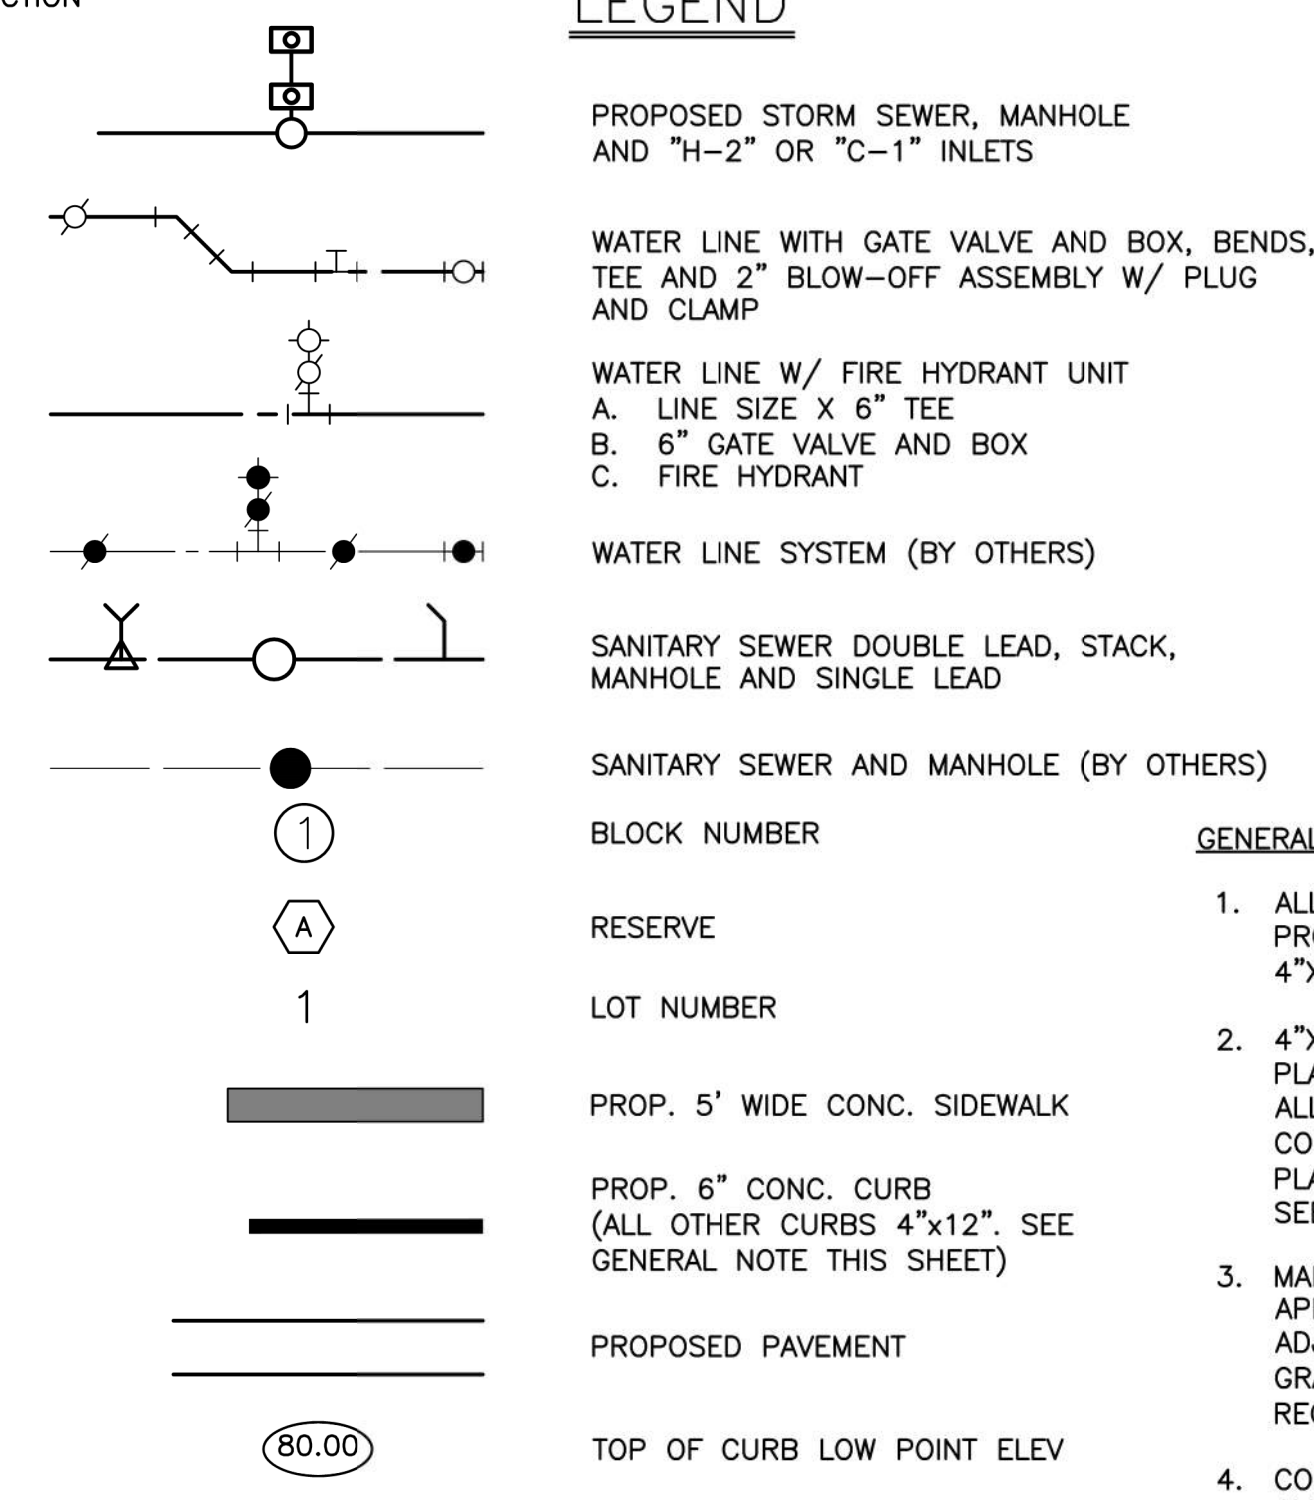 LEGEND
PROPOSED STORM SEWER, MANHOLE
AND "H-2" OR "C-1" INLETS
WATER LINE WITH GATE VALVE AND BOX, BENDS,
TEE AND 2" BLOW-OFF ASSEMBLY W/ PLUG
AND CLAMP
WATER LINE W/ FIRE HYDRANT UNIT
A. LINE SIZE X 6" TEE
B. 6" GATE VALVE AND BOX
C. FIRE HYDRANT
WATER LINE SYSTEM (BY OTHERS)
SANITARY SEWER DOUBLE LEAD, STACK,
MANHOLE AND SINGLE LEAD
SANITARY SEWER AND MANHOLE (BY OTHERS)
1 BLOCK NUMBER
A RESERVE
1 LOT NUMBER
PROP. 5' WIDE CONC. SIDEWALK
PROP. 6" CONC. CURB
(ALL OTHER CURBS 4"x12". SEE
GENERAL NOTE THIS SHEET)
PROPOSED PAVEMENT
80.00 TOP OF CURB LOW POINT ELEV
GENERAL
1. ALL
4"X
2. 4"X
ALL
3.
4.